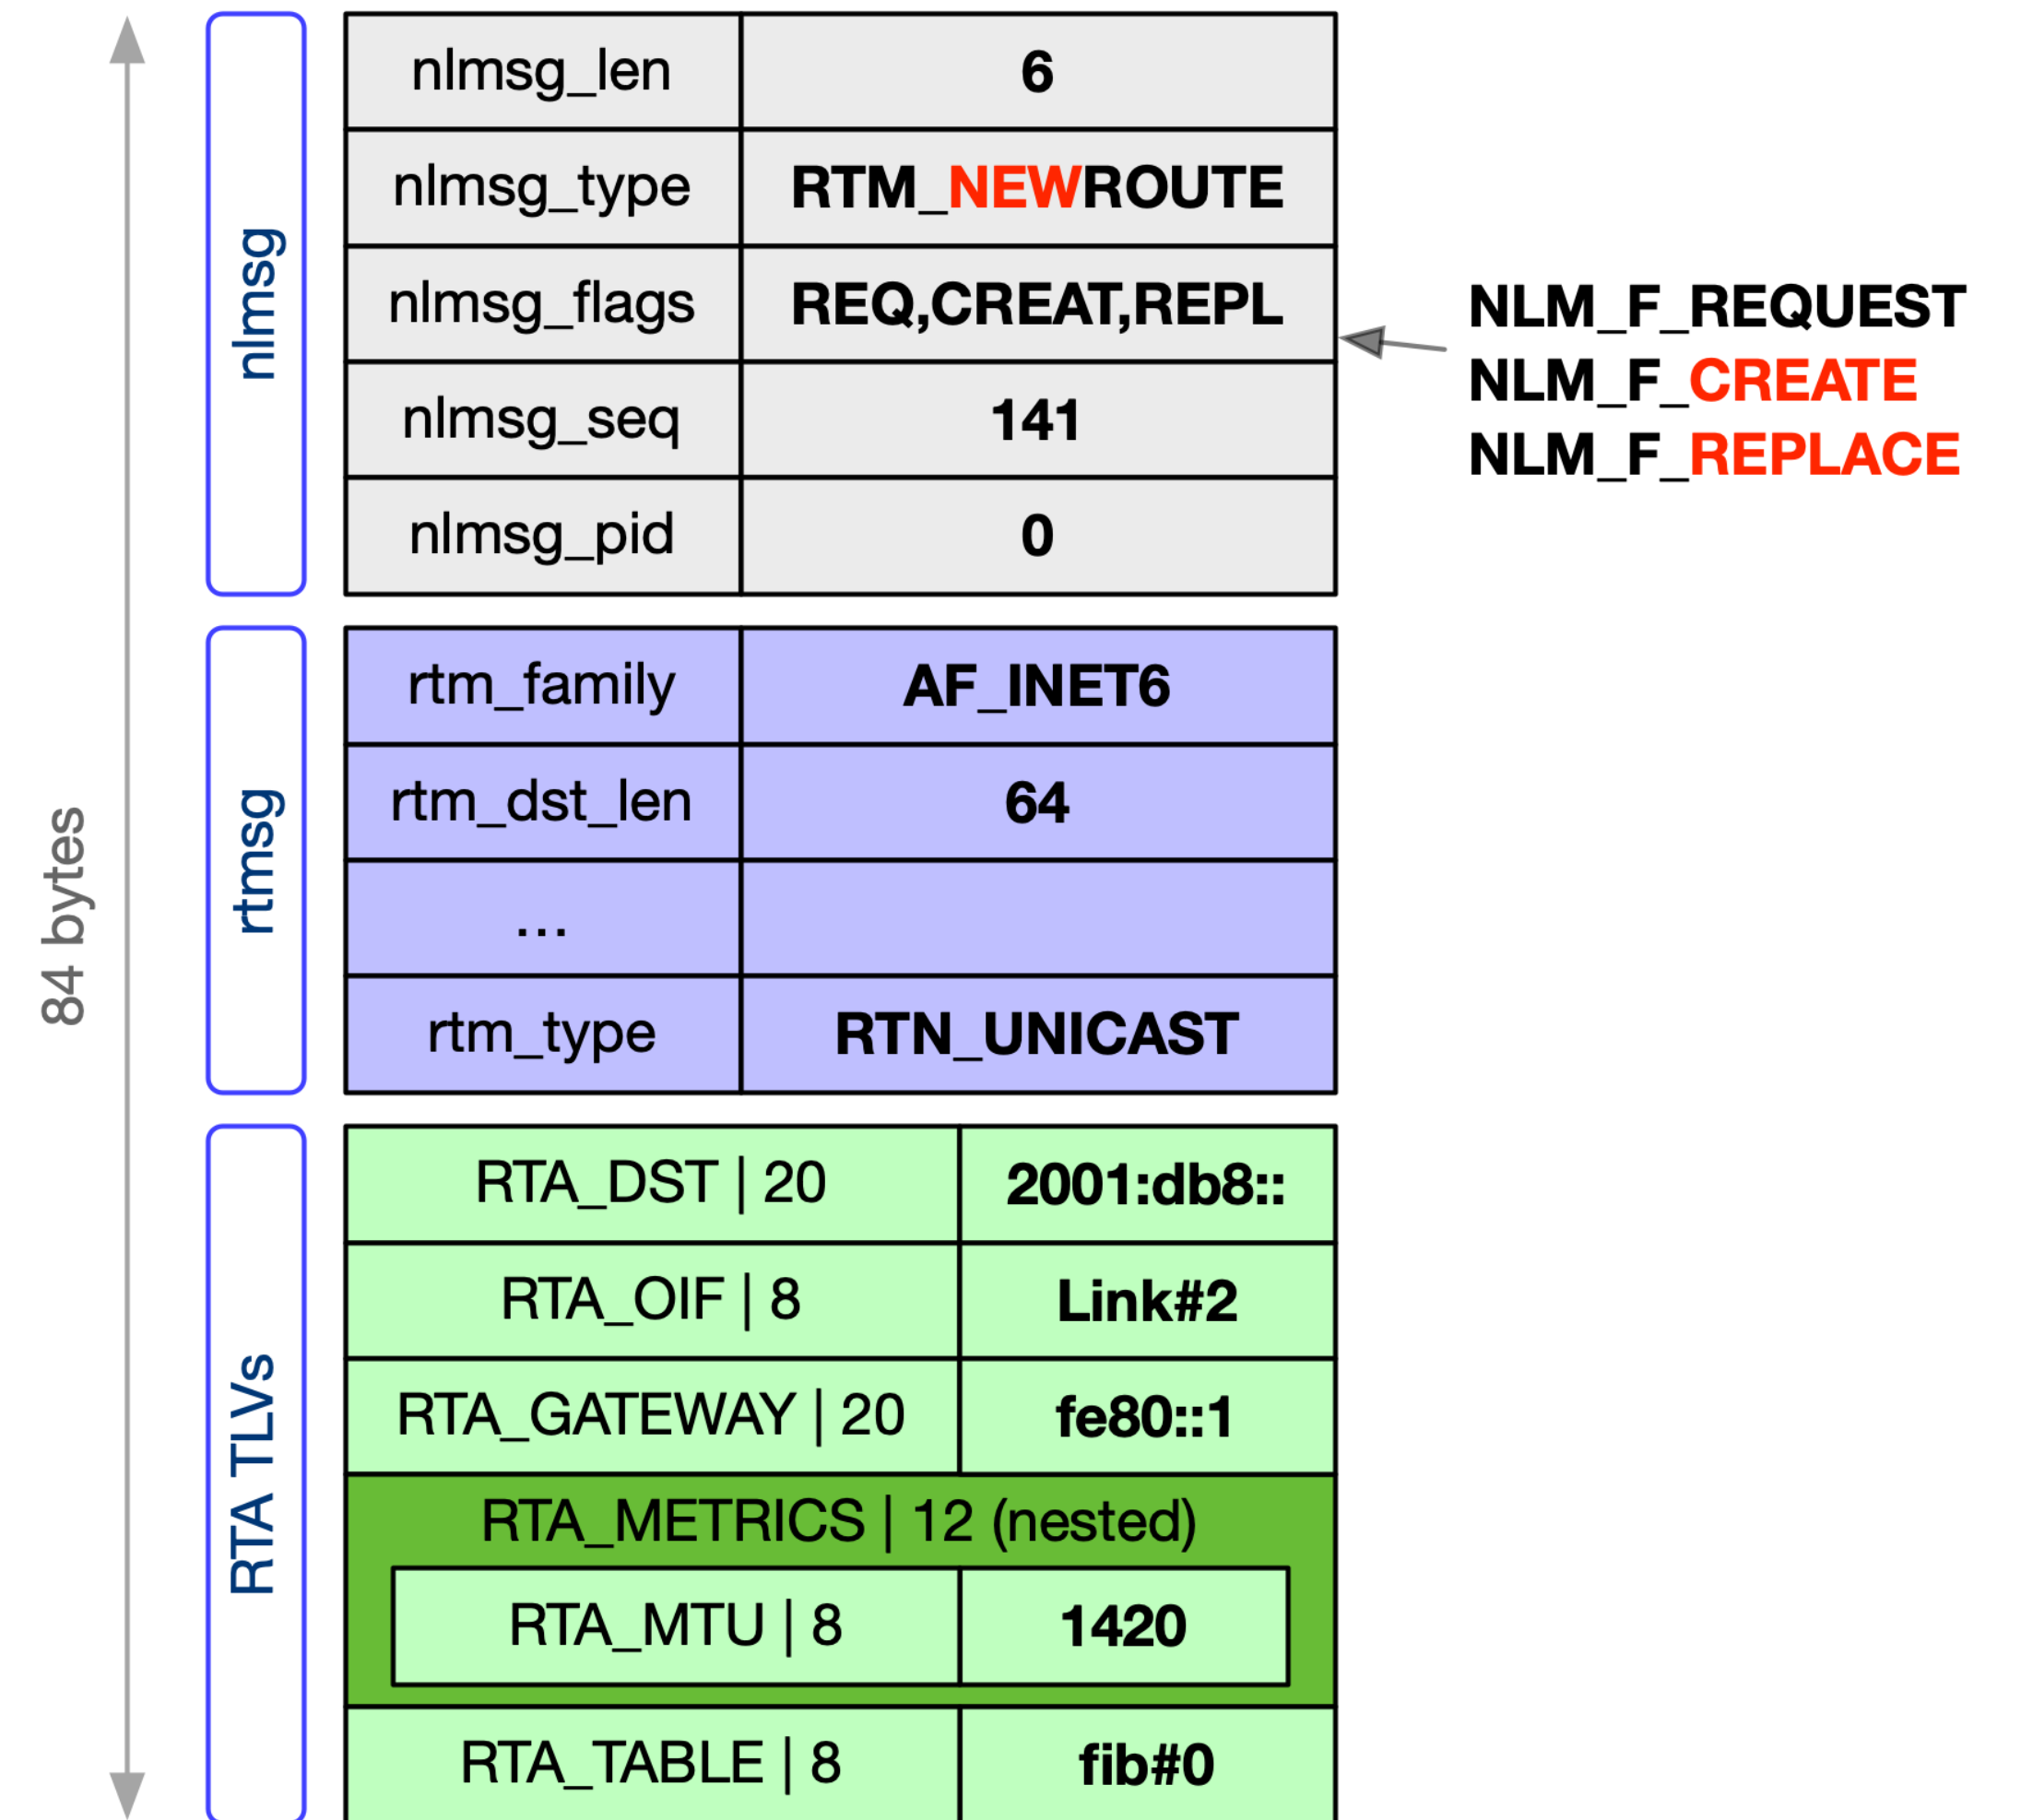 84 bytes
nlmsg
nlmsg_len 6
nlmsg_type RTM_NEWROUTE
nlmsg_flags REQ,CREAT,REPL
nlmsg_seq 141
nlmsg_pid 0
NLM_F_REQUEST
NLM_F_CREATE
NLM_F_REPLACE
rtmsg
rtm_family AF_INET6
rtm_dst_len 64
...
rtm_type RTN_UNICAST
RTA TLVs
RTA_DST | 20 2001:db8::
RTA_OIF | 8 Link#2
RTA_GATEWAY | 20 fe80::1
RTA_METRICS | 12 (nested)
RTA_MTU | 8 1420
RTA_TABLE | 8 fib#0